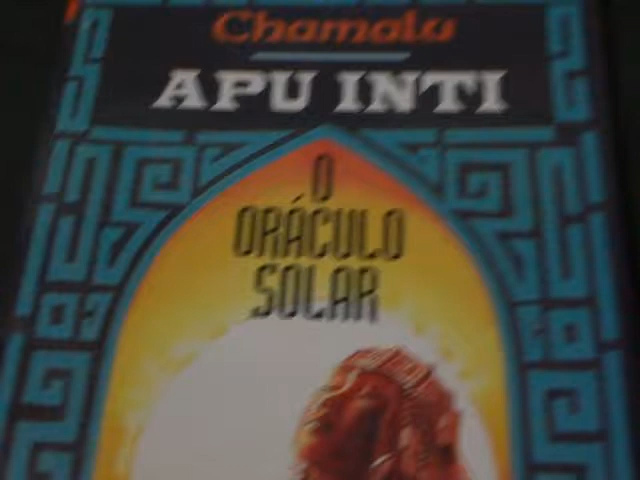 Chamalu
APU INTI
O
ORÁCULO
SOLAR